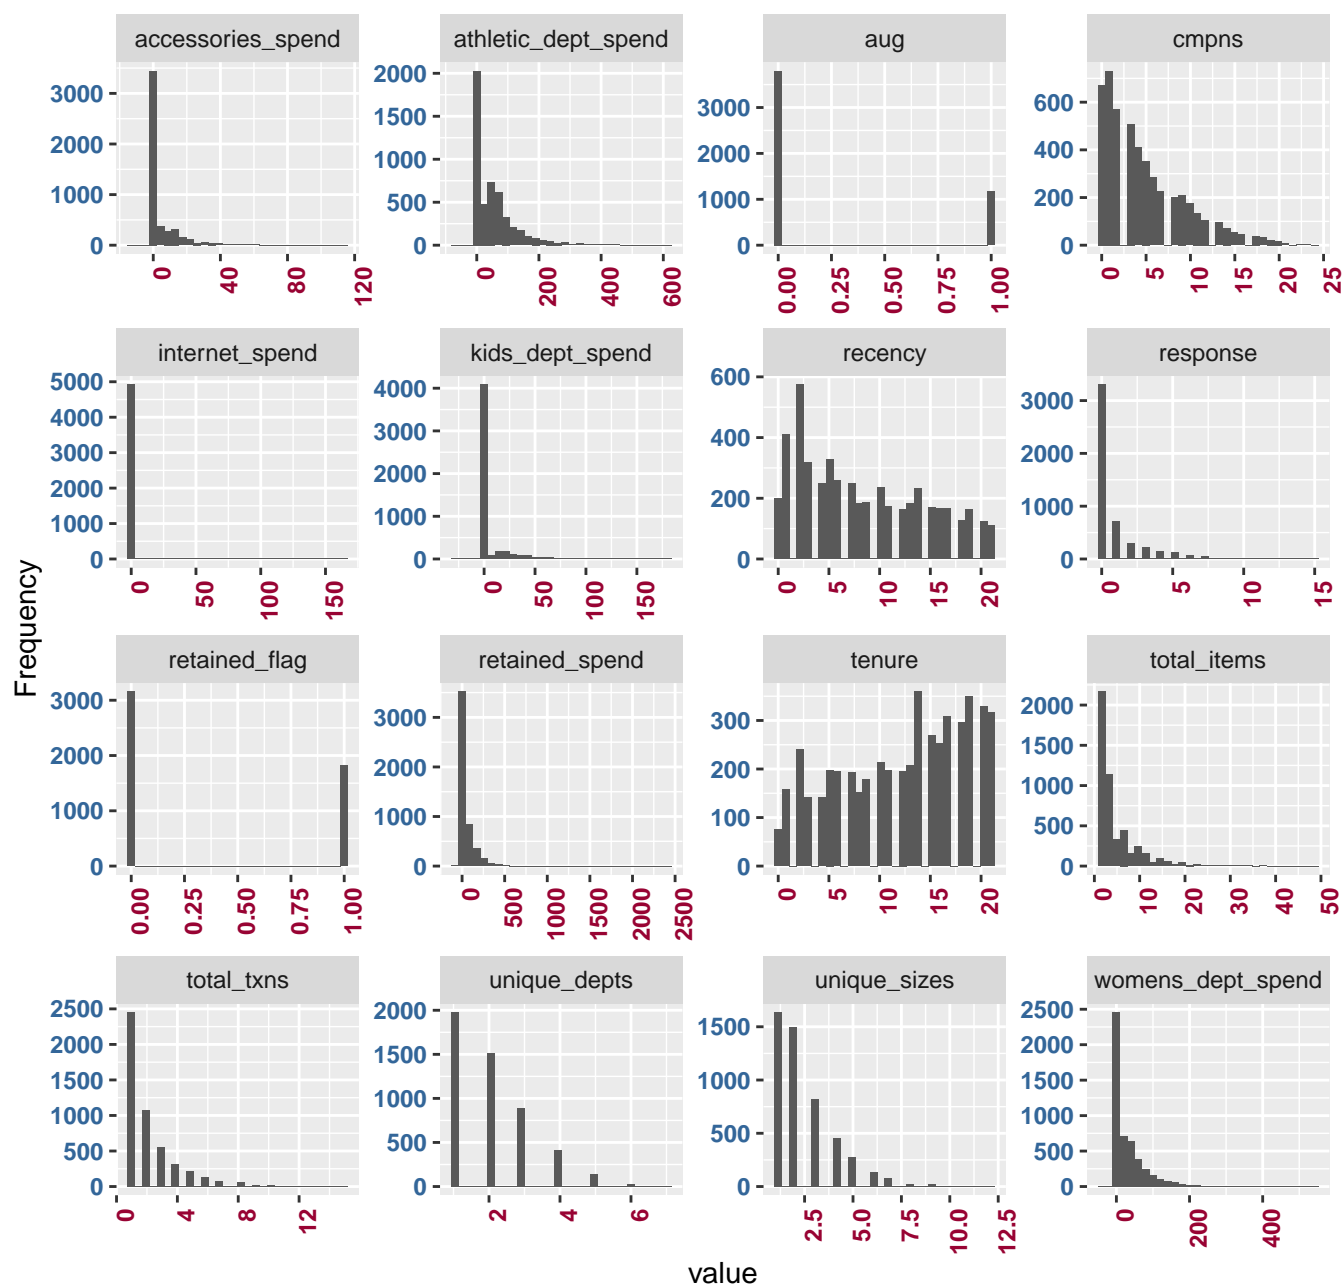 accessories_spend athletic_dept_spend aug cmpns
3000 2000 3000 600
2000 1500 2000 400
1000 1000 1000 200
0 500 0 0
0
0 40 80 120 0 200 400 600 0.00 0.25 0.50 0.75 1.00 0 5 10 15 20 25
internet_spend kids_dept_spend recency response
5000 4000 600 3000
4000 3000 400 2000
3000 2000 200 1000
2000 1000 0 0
1000 0
0
0 50 100 150 0 50 100 150 0 5 10 15 20 0 5 10 15
Frequency
retained_flag retained_spend tenure total_items
3000 3000 300 2000
2000 2000 200 1500
1000 1000 100 1000
0 0 0 500
0
0.00 0.25 0.50 0.75 1.00 0 500 1000 1500 2000 2500 0 5 10 15 20 0 10 20 30 40 50
total_txns unique_depts unique_sizes womens_dept_spend
2500 2000 1500 2500
2000 1500 1000 2000
1500 1000 500 1500
1000 500 0 1000
500 0 500
0 0
0 4 8 12 2 4 6 2.5 5.0 7.5 10.0 12.5 0 200 400
value